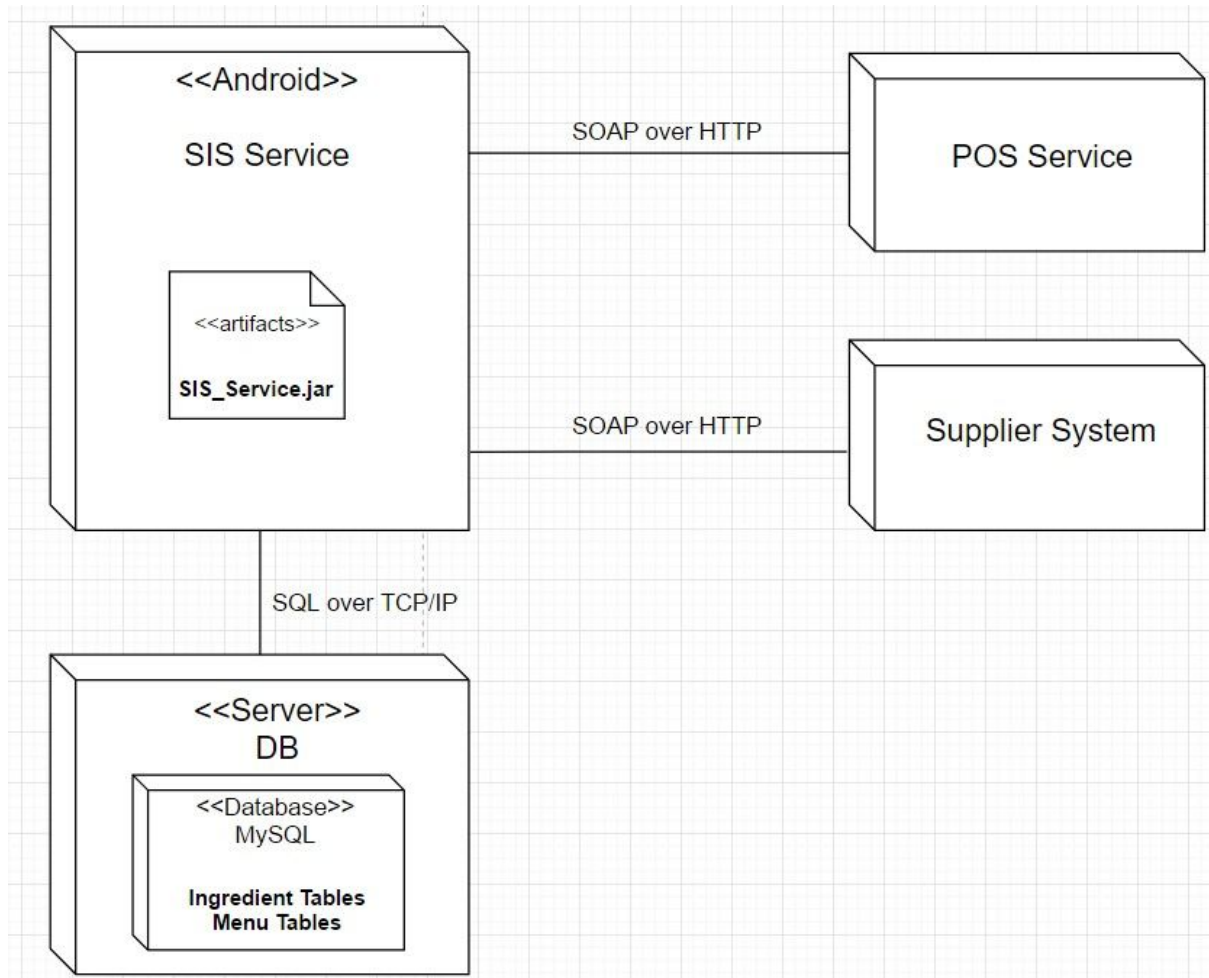 <<Android>>
SIS Service
<<artifacts>>
SIS_Service.jar
SOAP over HTTP
POS Service
SOAP over HTTP
Supplier System
SQL over TCP/IP
<<Server>>
DB
<<Database>>
MySQL
Ingredient Tables
Menu Tables